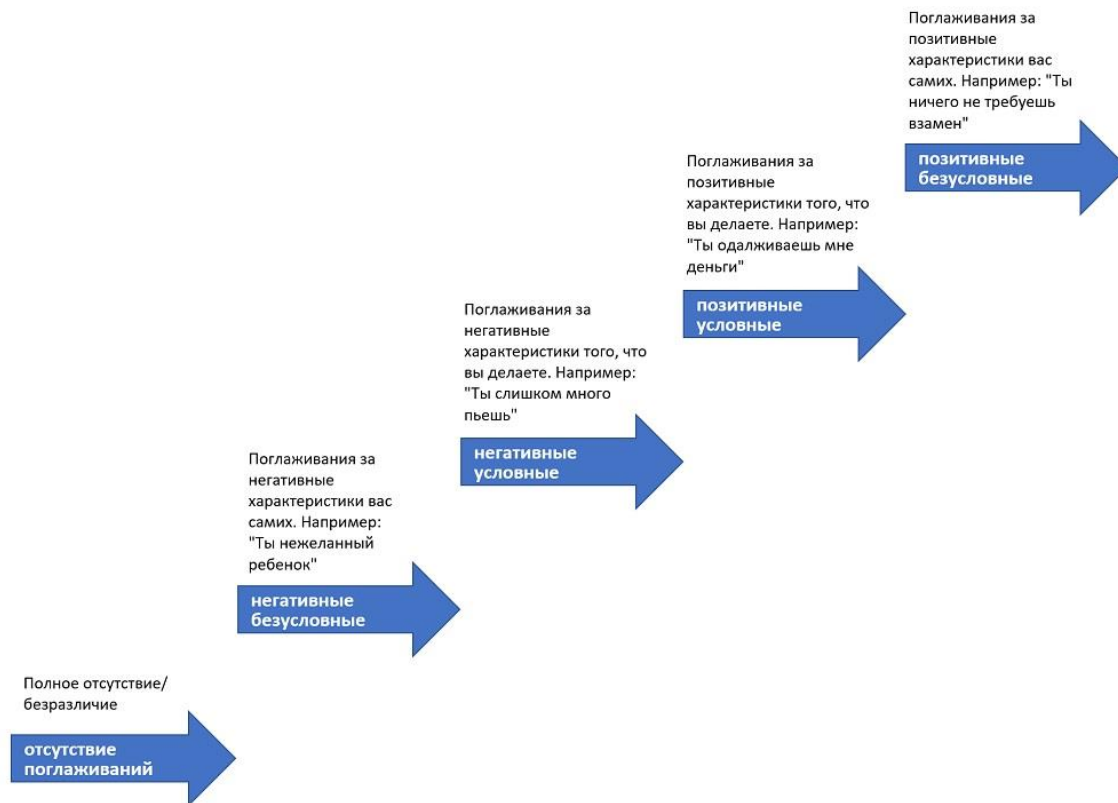 Поглаживания за
позитивные
характеристики вас
самих. Например: "Ты
ничего не требуешь
взамен"
позитивные
безусловные
Поглаживания за
позитивные
характеристики того, что
вы делаете. Например:
"Ты одалживаешь мне
деньги"
позитивные
условные
Поглаживания за
негативные
характеристики того, что
вы делаете. Например:
"Ты слишком много
пьешь"
негативные
условные
Поглаживания за
негативные
характеристики вас
самих. Например:
"Ты нежеланный
ребенок"
негативные
безусловные
Полное отсутствие/
безразличие
отсутствие
поглаживаний